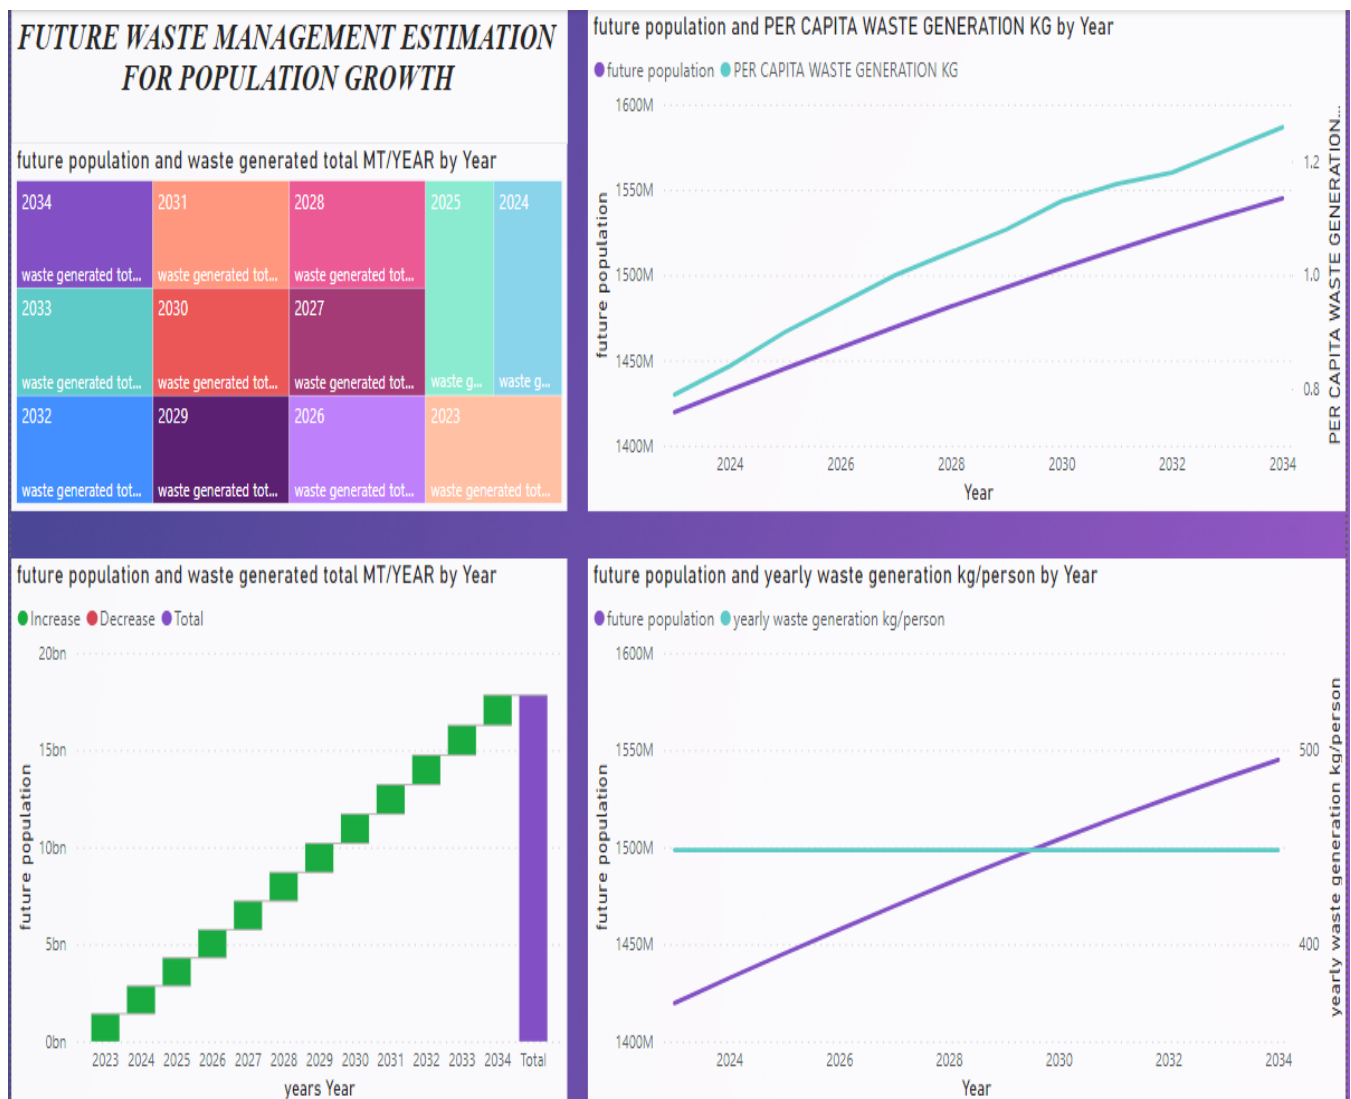 FUTURE WASTE MANAGEMENT ESTIMATION
FOR POPULATION GROWTH
future population and waste generated total MT/YEAR by Year
2034
waste generated tot...
2031
waste generated tot...
2028
waste generated tot...
2025
waste g...
2024
waste g...
2033
waste generated tot...
2030
waste generated tot...
2027
waste generated tot...
2032
waste generated tot...
2029
waste generated tot...
2026
waste generated tot...
2023
waste generated tot...
future population and PER CAPITA WASTE GENERATION KG by Year
future population PER CAPITA WASTE GENERATION KG
future population
1600M
1550M
1500M
1450M
1400M
1.2
1.0
0.8
PER CAPITA WASTE GENERATION...
2024 2026 2028 2030 2032 2034
Year
future population and waste generated total MT/YEAR by Year
Increase Decrease Total
future population
20bn
15bn
10bn
5bn
0bn
2023 2024 2025 2026 2027 2028 2029 2030 2031 2032 2033 2034 Total
years Year
future population and yearly waste generation kg/person by Year
future population yearly waste generation kg/person
future population
1600M
1550M
1500M
1450M
1400M
500
400
yearly waste generation kg/person
2024 2026 2028 2030 2032 2034
Year